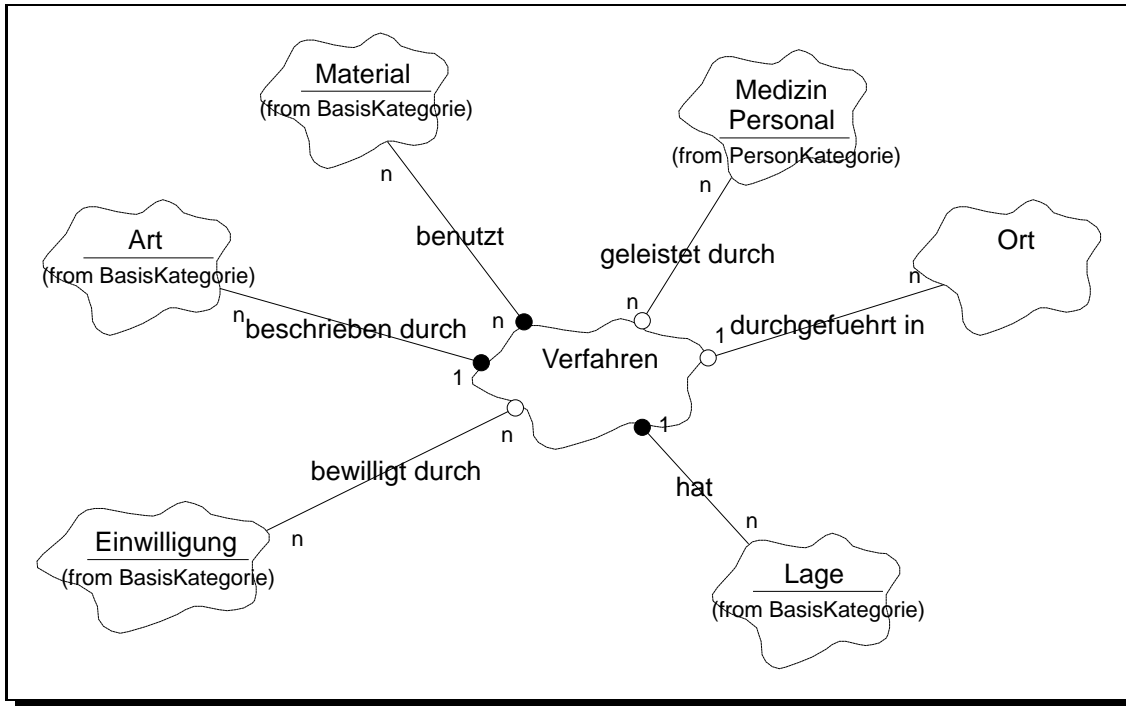 Material
(from BasisKategorie)
n
Medizin
Personal
(from PersonKategorie)
n
Art
(from BasisKategorie)
n
Ort
n
benutzt
geleistet durch
beschrieben durch
durchgefuehrt in
n
n
1
1
Verfahren
n
1
bewilligt durch
hat
n
n
Einwilligung
(from BasisKategorie)
Lage
(from BasisKategorie)